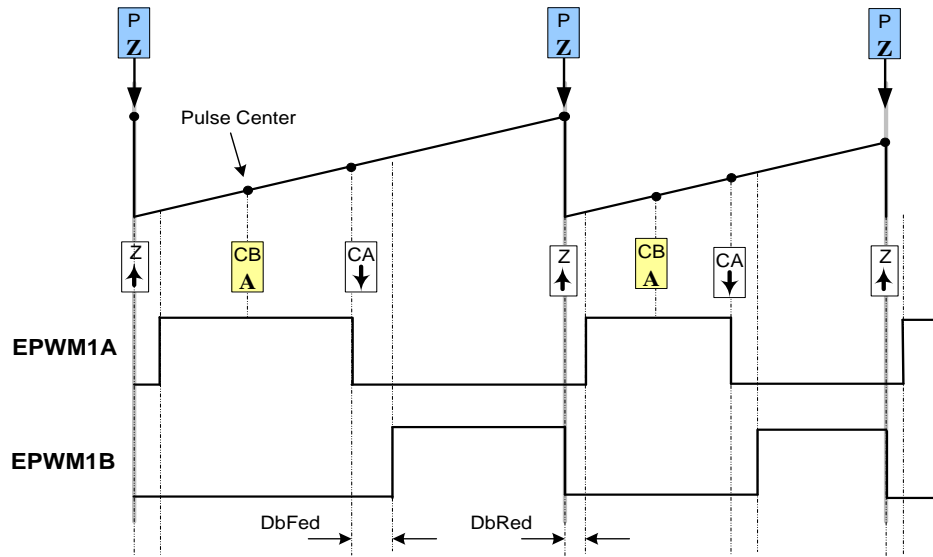 P
Z
P
Z
P
Z
Pulse Center
Z
CB
A
CA
Z
CB
A
CA
Z
EPWM1A
EPWM1B
DbFed
DbRed